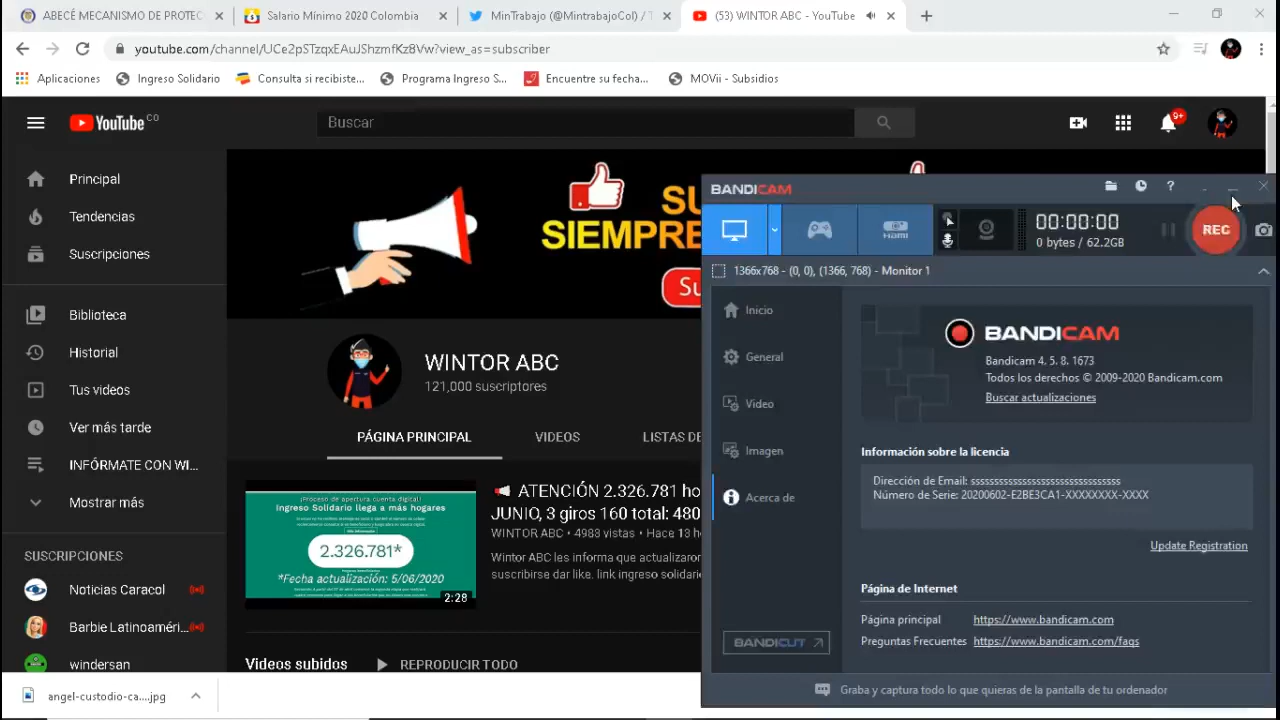 ABECÉ MECANISMO DE PROTEC
Salario Mínimo 2020 Colombia
MinTrabajo (@MintrabajoCol) / T
(53) WINTOR ABC - YouTube
youtube.com/channel/UCe2pSTzqxEAuJShzmfKz8Vw?view_as=subscriber
Aplicaciones
Ingreso Solidario
Consulta si recibiste...
Programa Ingreso S...
Encuentre su fecha...
MOVii - Subsidios
YouTube CO
Buscar
9+
Principal
Tendencias
Suscripciones
Biblioteca
Historial
Tus videos
Ver más tarde
INFÓRMATE CON WI...
Mostrar más
SUSCRIPCIONES
Noticias Caracol
Barbie Latinoaméri...
windersan
SU
SIEMPRE
Su
WINTOR ABC
121,000 suscriptores
PÁGINA PRINCIPAL
VIDEOS
LISTAS DE
¡Proceso de apertura cuenta digital!
Ingreso Solidario llega a más hogares
2.326.781*
*Fecha actualización: 5/06/2020
2:28
ATENCIÓN 2.326.781 ho
JUNIO, 3 giros 160 total: 480
WINTOR ABC • 4983 vistas • Hace 13 h
Wintor ABC les informa que actualizaron
suscribirse dar like. link ingreso solidario
Videos subidos
REPRODUCIR TODO
BANDICAM
HDMI
00:00:00
0 bytes / 62.2GB
REC
1366x768 - (0, 0), (1366, 768) - Monitor 1
Inicio
General
Video
Imagen
Acerca de
BANDICUT
BANDICAM
Bandicam 4. 5. 8. 1673
Todos los derechos © 2009-2020 Bandicam.com
Buscar actualizaciones
Información sobre la licencia
Dirección de Email: ssssssssssssssssssssssssssssss
Número de Serie: 20200602-E2BE3CA1-XXXXXXXX-XXXX
Update Registration
Página de Internet
Página principal https://www.bandicam.com
Preguntas Frecuentes https://www.bandicam.com/faqs
Graba y captura todo lo que quieras de la pantalla de tu ordenador
angel-custodio-ca....jpg